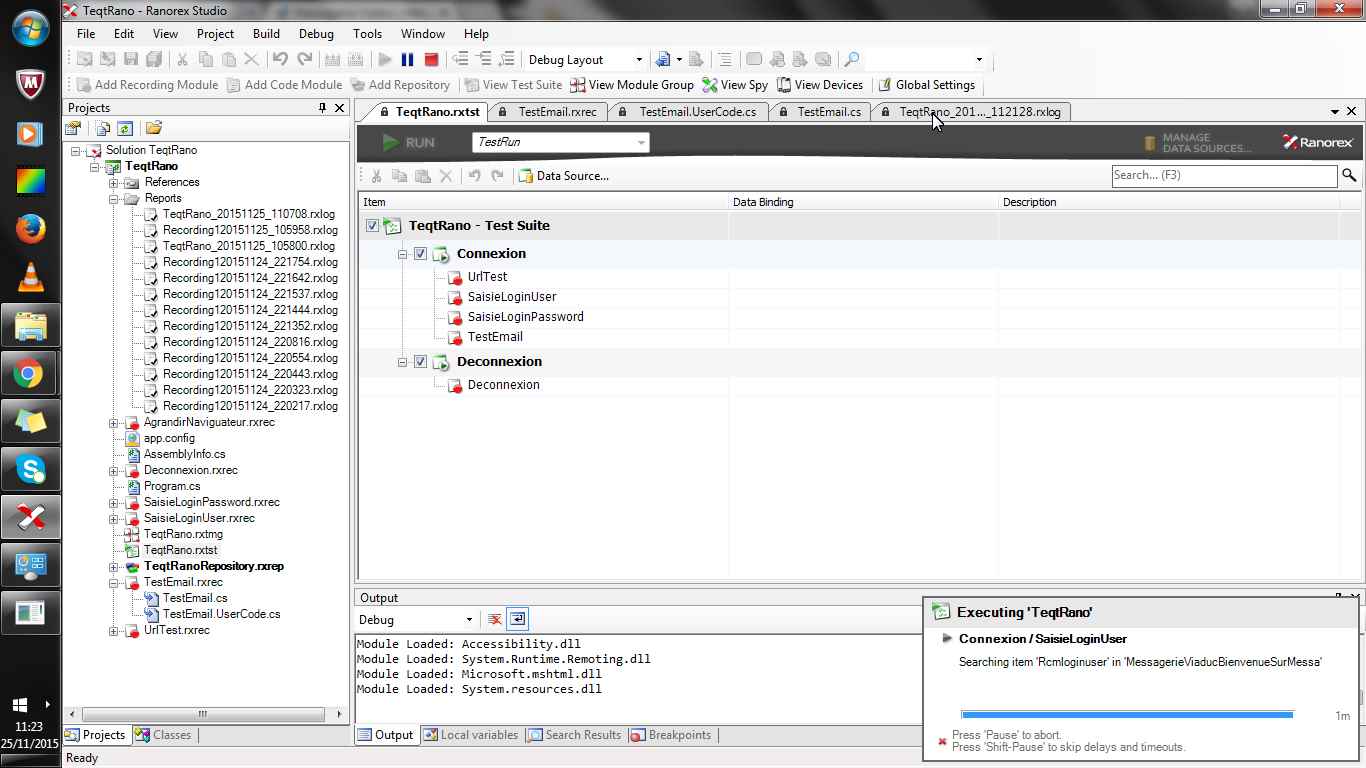 TeqtRano - Ranorex Studio
File Edit View Project Build Debug Tools Window Help
Debug Layout
Add Recording Module Add Code Module Add Repository View Test Suite View Module Group View Spy View Devices Global Settings
Projects
TeqtRano.rxtst TestEmail.rxrec TestEmail.UserCode.cs TestEmail.cs TeqtRano_201..._112128.rxlog
RUN TestRun MANAGE DATA SOURCES... Ranorex
Data Source... Search... (F3)
Item Data Binding Description
TeqtRano - Test Suite
Connexion
UrlTest
SaisieLoginUser
SaisieLoginPassword
TestEmail
Deconnexion
Deconnexion
Solution TeqtRano
TeqtRano
References
Reports
TeqtRano_20151125_110708.rxlog
Recording120151125_105958.rxlog
TeqtRano_20151125_105800.rxlog
Recording120151124_221754.rxlog
Recording120151124_221642.rxlog
Recording120151124_221537.rxlog
Recording120151124_221444.rxlog
Recording120151124_221352.rxlog
Recording120151124_220816.rxlog
Recording120151124_220554.rxlog
Recording120151124_220443.rxlog
Recording120151124_220323.rxlog
Recording120151124_220217.rxlog
AgrandirNaviguateur.rxrec
app.config
AssemblyInfo.cs
Deconnexion.rxrec
Program.cs
SaisieLoginPassword.rxrec
SaisieLoginUser.rxrec
TeqtRano.rxtmg
TeqtRano.rxtst
TeqtRanoRepository.rxrep
TestEmail.rxrec
TestEmail.cs
TestEmail.UserCode.cs
UrlTest.rxrec
Projects Classes
Output
Debug
Module Loaded: Accessibility.dll
Module Loaded: System.Runtime.Remoting.dll
Module Loaded: Microsoft.mshtml.dll
Module Loaded: System.resources.dll
Output Local variables Search Results Breakpoints
Executing 'TeqtRano'
Connexion / SaisieLoginUser
Searching item 'Rcmloginuser' in 'MessagerieViaducBienvenueSurMessa'
1m
Press 'Pause' to abort.
Press 'Shift-Pause' to skip delays and timeouts.
Ready
11:23
25/11/2015